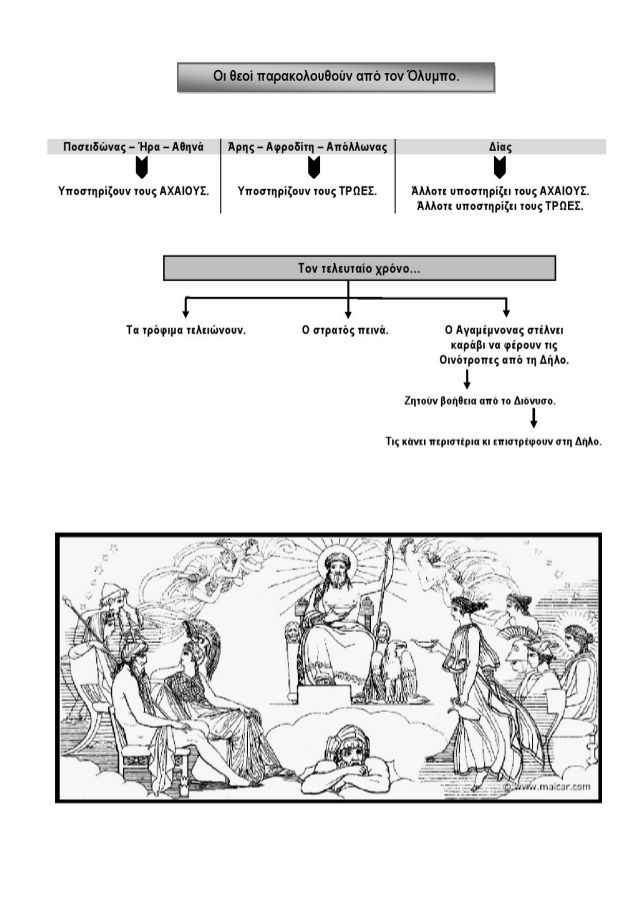 Οι θεοί παρακολουθούν από τον Όλυμπο.
Ποσειδώνας – Ήρα – Αθηνά
Άρης – Αφροδίτη – Απόλλωνας
Δίας
Υποστηρίζουν τους ΑΧΑΙΟΥΣ.
Υποστηρίζουν τους ΤΡΩΕΣ.
Άλλοτε υποστηρίζει τους ΑΧΑΙΟΥΣ.
Άλλοτε υποστηρίζει τους ΤΡΩΕΣ.
Τον τελευταίο χρόνο…
Τα τρόφιμα τελειώνουν.
Ο στρατός πεινά.
Ο Αγαμέμνονας στέλνει
καράβι να φέρουν τις
Οινότροπες από τη Δήλο.
Ζητούν βοήθεια από το Διόνυσο.
Τις κάνει περιστέρια κι επιστρέφουν στη Δήλο.
© www.maicar.com